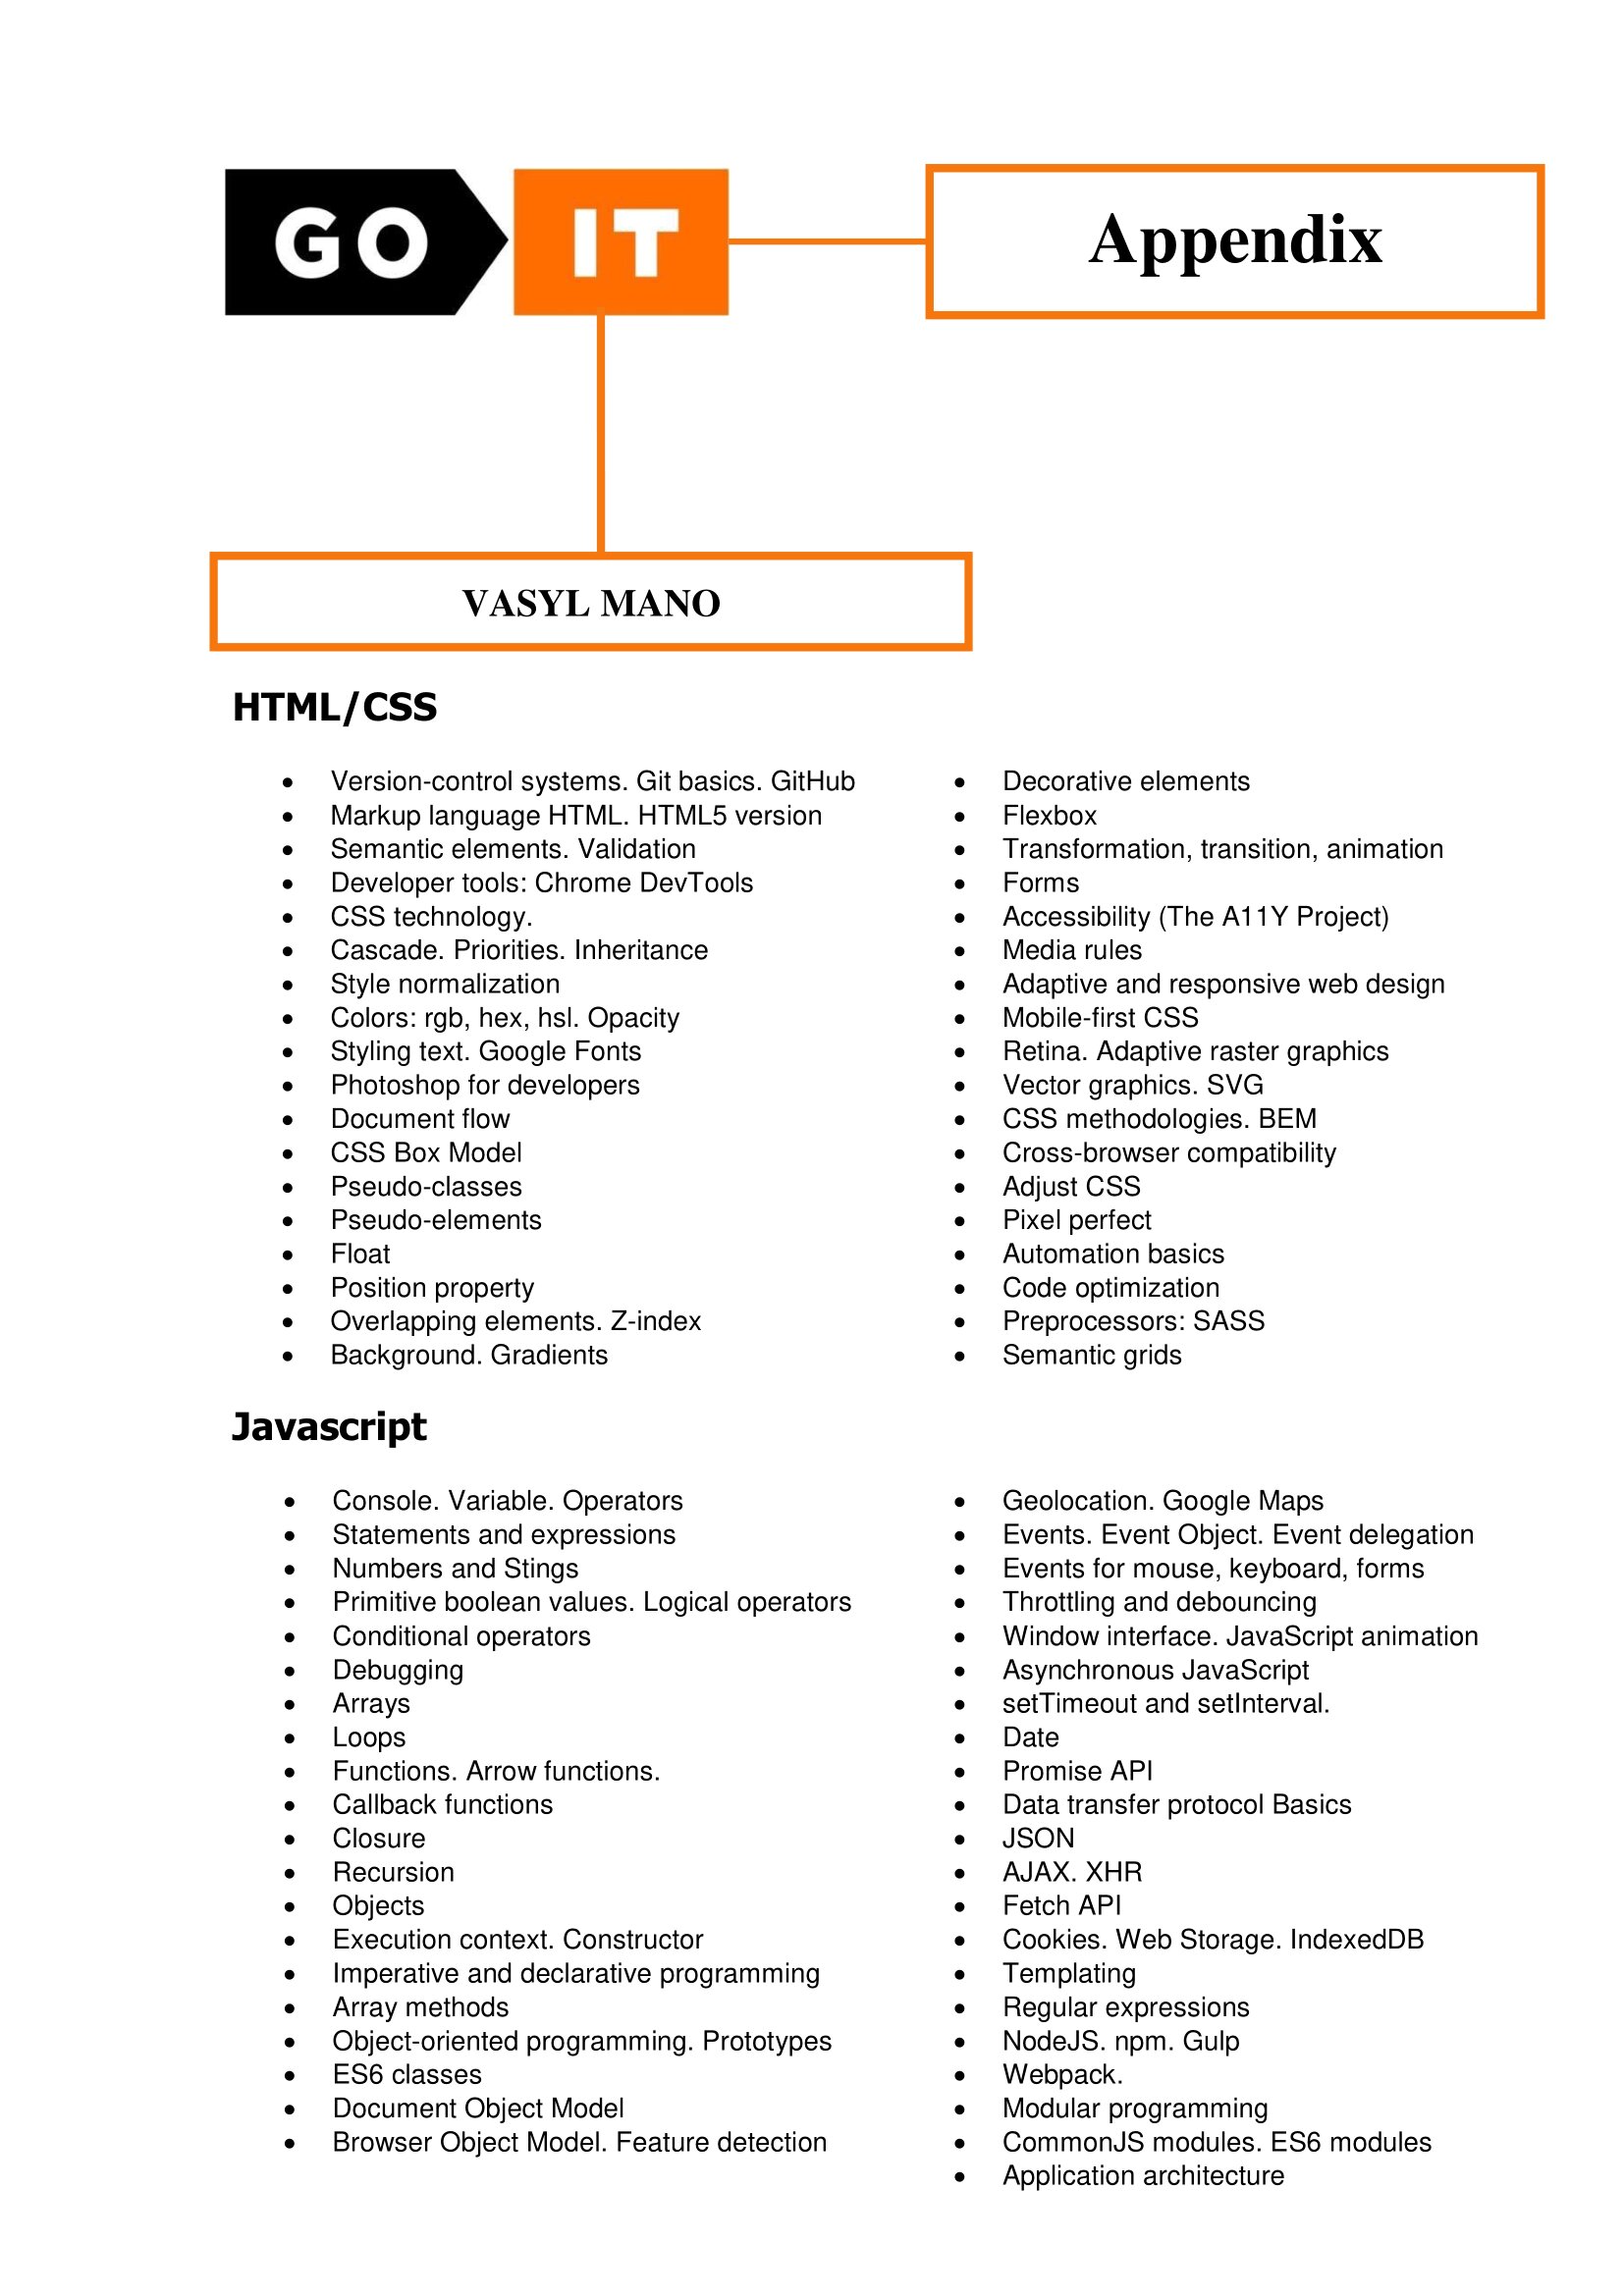 GO IT
Appendix
VASYL MANO
HTML/CSS
• Version-control systems. Git basics. GitHub
• Markup language HTML. HTML5 version
• Semantic elements. Validation
• Developer tools: Chrome DevTools
• CSS technology.
• Cascade. Priorities. Inheritance
• Style normalization
• Colors: rgb, hex, hsl. Opacity
• Styling text. Google Fonts
• Photoshop for developers
• Document flow
• CSS Box Model
• Pseudo-classes
• Pseudo-elements
• Float
• Position property
• Overlapping elements. Z-index
• Background. Gradients
• Decorative elements
• Flexbox
• Transformation, transition, animation
• Forms
• Accessibility (The A11Y Project)
• Media rules
• Adaptive and responsive web design
• Mobile-first CSS
• Retina. Adaptive raster graphics
• Vector graphics. SVG
• CSS methodologies. BEM
• Cross-browser compatibility
• Adjust CSS
• Pixel perfect
• Automation basics
• Code optimization
• Preprocessors: SASS
• Semantic grids
Javascript
• Console. Variable. Operators
• Statements and expressions
• Numbers and Stings
• Primitive boolean values. Logical operators
• Conditional operators
• Debugging
• Arrays
• Loops
• Functions. Arrow functions.
• Callback functions
• Closure
• Recursion
• Objects
• Execution context. Constructor
• Imperative and declarative programming
• Array methods
• Object-oriented programming. Prototypes
• ES6 classes
• Document Object Model
• Browser Object Model. Feature detection
• Geolocation. Google Maps
• Events. Event Object. Event delegation
• Events for mouse, keyboard, forms
• Throttling and debouncing
• Window interface. JavaScript animation
• Asynchronous JavaScript
• setTimeout and setInterval.
• Date
• Promise API
• Data transfer protocol Basics
• JSON
• AJAX. XHR
• Fetch API
• Cookies. Web Storage. IndexedDB
• Templating
• Regular expressions
• NodeJS. npm. Gulp
• Webpack.
• Modular programming
• CommonJS modules. ES6 modules
• Application architecture